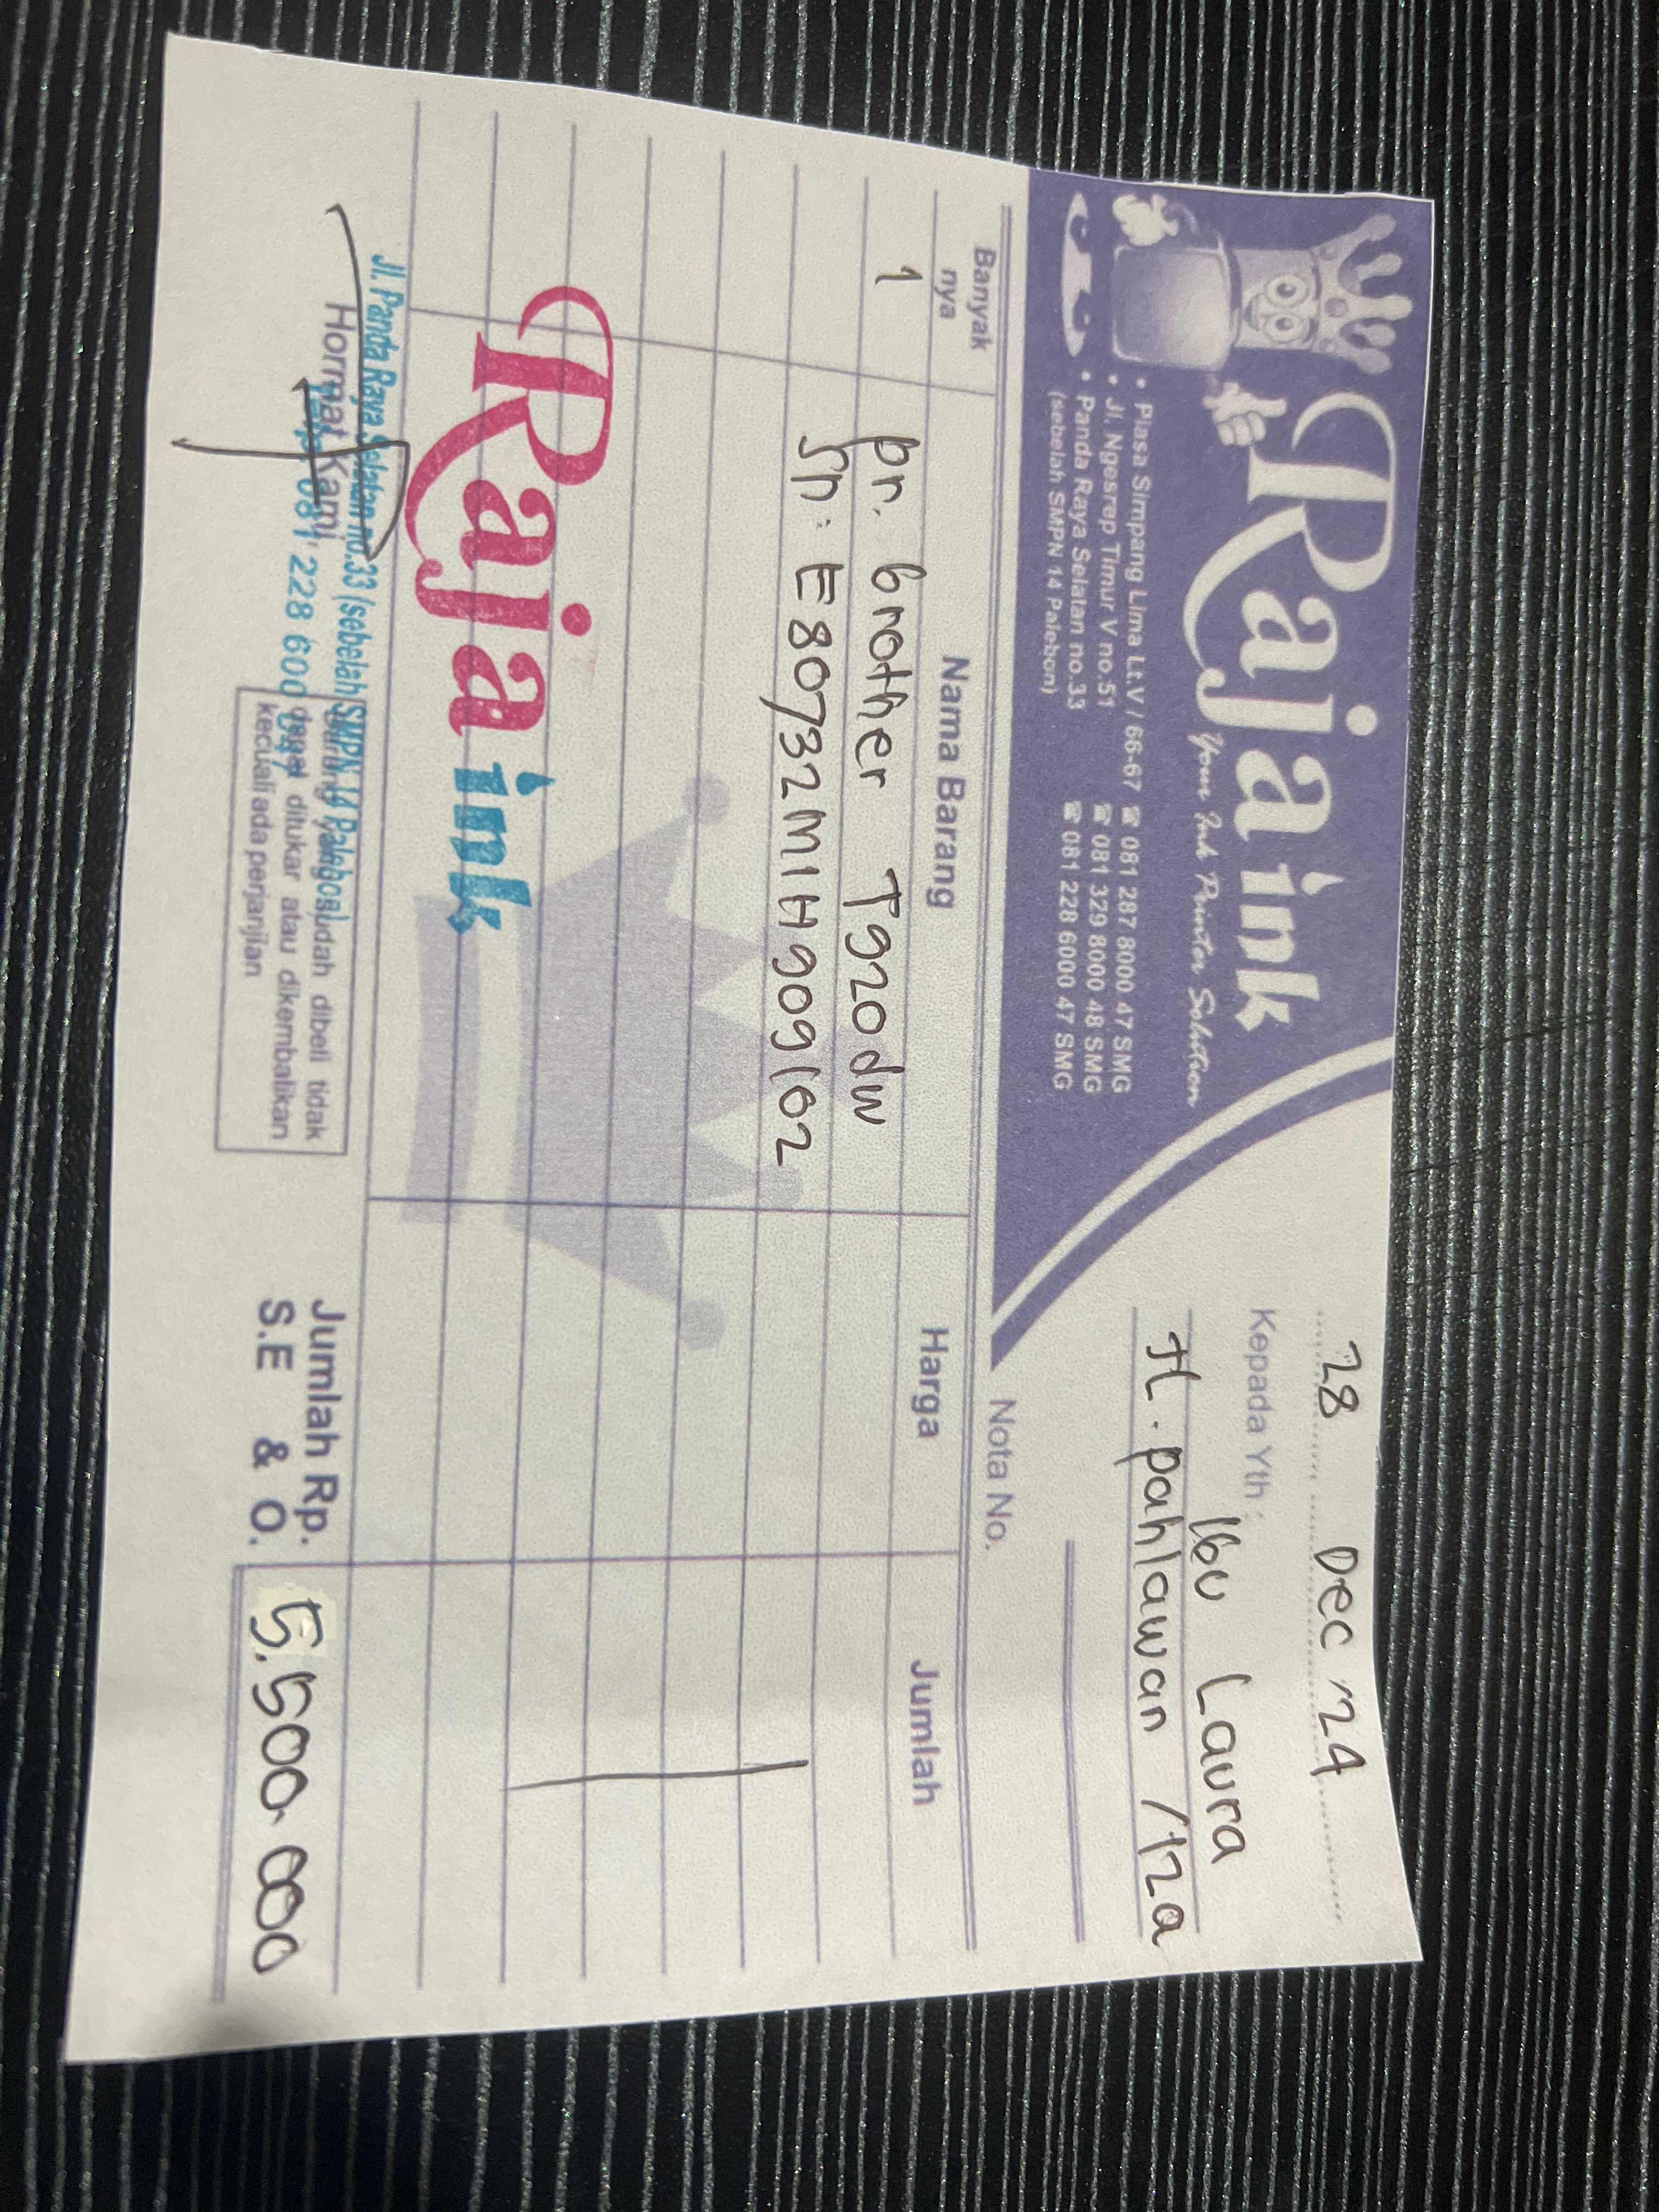 Raja ink
Your Ink Printer Solution
• Plasa Simpang Lima Lt.V / 66-67 ☎ 081 287 8000 47 SMG
• Jl. Ngesrep Timur V no.51 ☎ 081 329 8000 48 SMG
• Panda Raya Selatan no.33 ☎ 081 228 6000 47 SMG
(sebelah SMPN 14 Palebon)
28 Dec '24
Kepada Yth :
Ibu Laura
Jl. pahlawan /12a
Nota No.
Banyak nya Nama Barang Harga Jumlah
1 pr. brother T920dw
Sn: E80732M1H909102
Raja ink
Jl. Panda Raya Selatan no.33 (sebelah SMPN 14 Palebon)
081 228 600 047
Hormat Kami,
Barang yang sudah dibeli tidak
dapat ditukar atau dikembalikan
kecuali ada perjanjian
Jumlah Rp. 5.500.000
S.E & O.